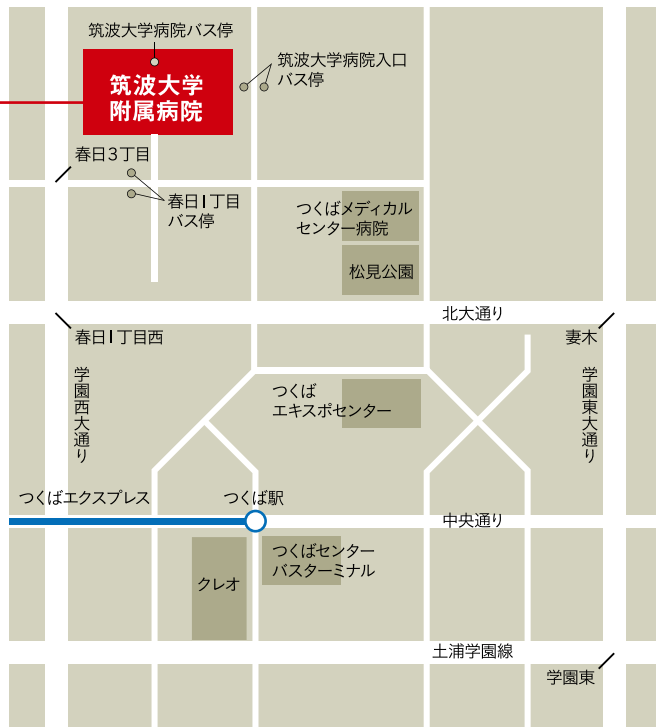 筑波大学病院バス停
筑波大学
附属病院
筑波大学病院入口
バス停
春日3丁目
春日1丁目
バス停
つくばメディカル
センター病院
松見公園
北大通り
春日1丁目西
妻木
学園西大通り
学園東大通り
つくば
エキスポセンター
つくばエクスプレス
つくば駅
中央通り
つくばセンター
バスターミナル
クレオ
土浦学園線
学園東